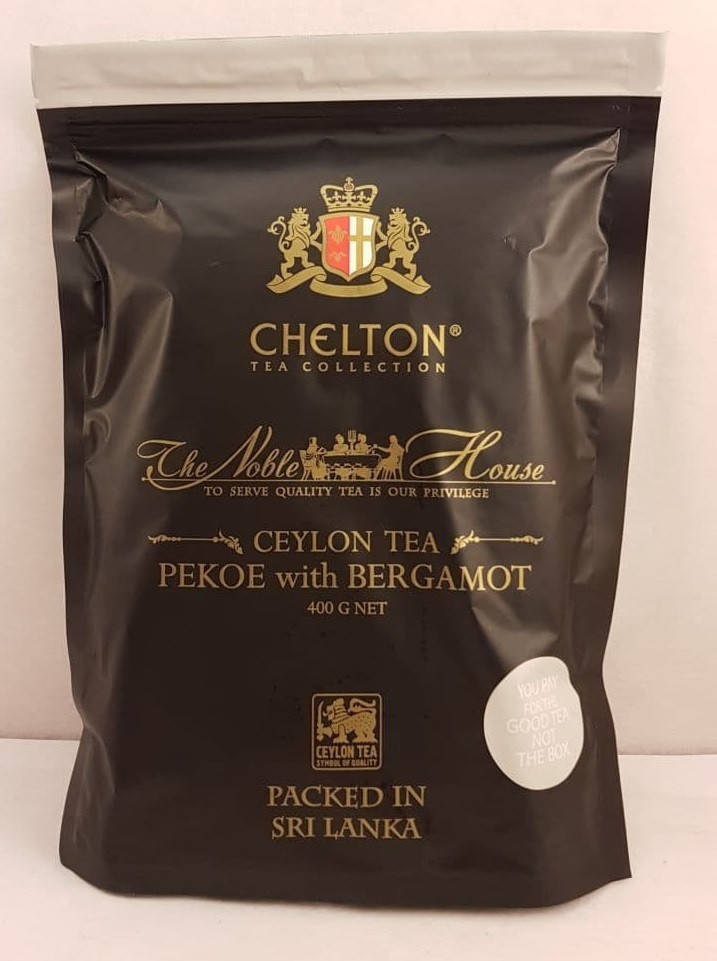 CHELTON®
TEA COLLECTION
The Noble House
TO SERVE QUALITY TEA IS OUR PRIVILEGE
CEYLON TEA
PEKOE with BERGAMOT
400 G NET
CEYLON TEA
SYMBOL OF QUALITY
PACKED IN
SRI LANKA
YOU PAY
FOR THE
GOOD TEA
NOT
THE BOX